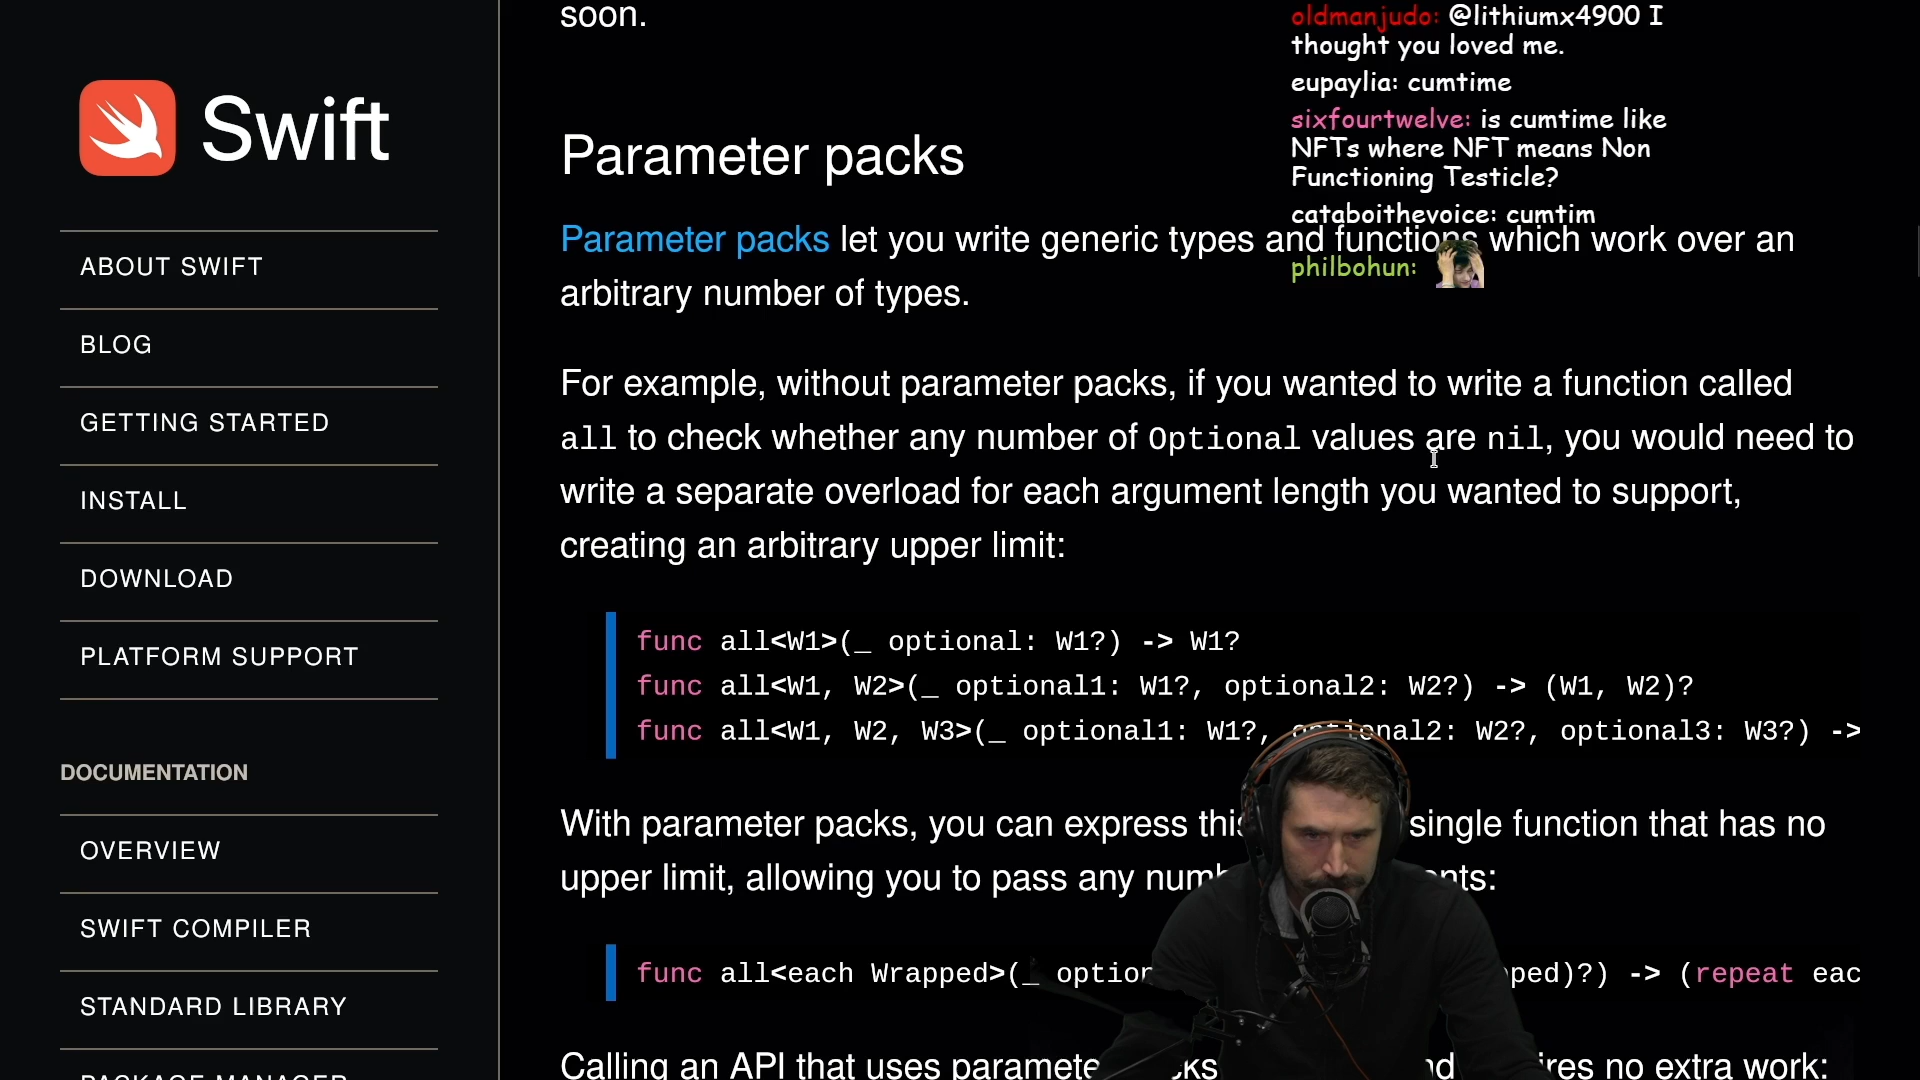 soon.
Swift
ABOUT SWIFT
BLOG
GETTING STARTED
INSTALL
DOWNLOAD
PLATFORM SUPPORT
DOCUMENTATION
OVERVIEW
SWIFT COMPILER
STANDARD LIBRARY
PACKAGE MANAGER
Parameter packs
Parameter packs let you write generic types and functions which work over an
arbitrary number of types.
For example, without parameter packs, if you wanted to write a function called
all to check whether any number of Optional values are nil, you would need to
write a separate overload for each argument length you wanted to support,
creating an arbitrary upper limit:
func all<W1>(_ optional: W1?) -> W1?
func all<W1, W2>(_ optional1: W1?, optional2: W2?) -> (W1, W2)?
func all<W1, W2, W3>(_ optional1: W1?, optional2: W2?, optional3: W3?) ->
With parameter packs, you can express this single function that has no
upper limit, allowing you to pass any
func all<each Wrapped>(_ ped)?) -> (repeat eac
Calling an API that uses no extra work:
oldmanjudo: @lithiumx4900 I
thought you loved me.
eupaylia: cumtime
sixfourtwelve: is cumtime like
NFTs where NFT means Non
Functioning Testicle?
cataboithevoice: cumtim
philbohun: